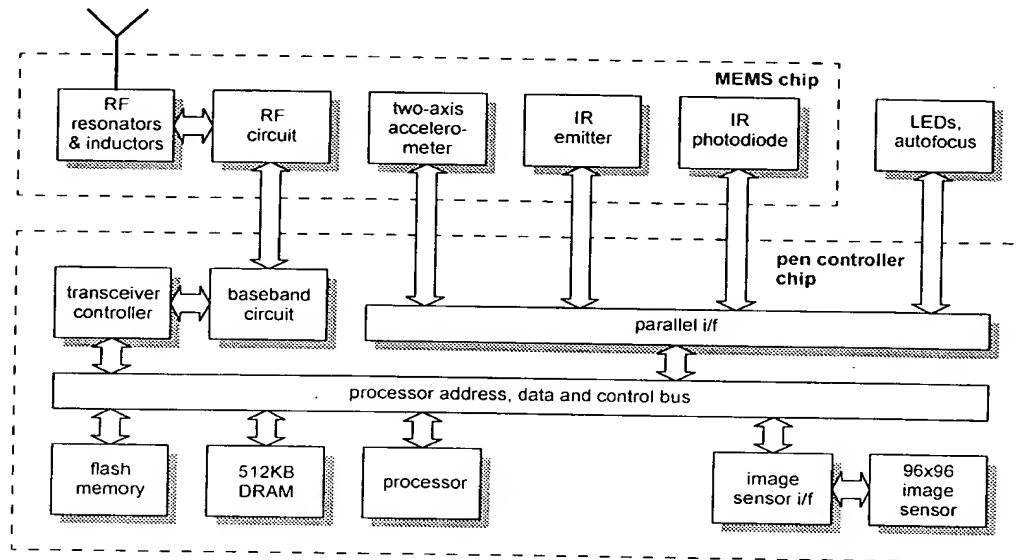 MEMS chip
RF
resonators
& inductors
RF
circuit
two-axis
accelero-
meter
IR
emitter
IR
photodiode
LEDs,
autofocus
pen controller
chip
transceiver
controller
baseband
circuit
parallel i/f
processor address, data and control bus
flash
memory
512KB
DRAM
processor
image
sensor i/f
96x96
image
sensor